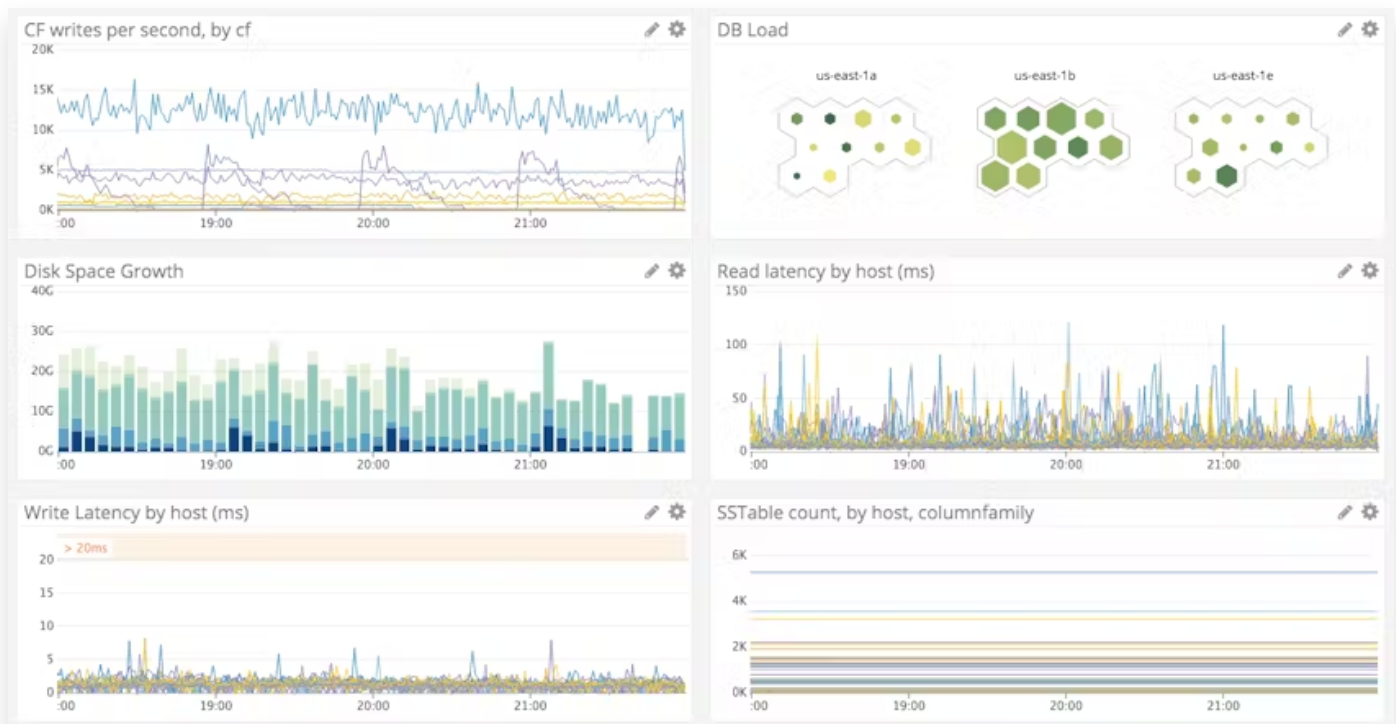 CF writes per second, by cf
20K
15K
10K
5K
0K
:00
19:00
20:00
21:00
DB Load
us-east-1a
us-east-1b
us-east-1e
Disk Space Growth
40G
30G
20G
10G
0G
:00
19:00
20:00
21:00
Read latency by host (ms)
150
100
50
0
:00
19:00
20:00
21:00
Write Latency by host (ms)
> 20ms
20
15
10
5
0
:00
19:00
20:00
21:00
SSTable count, by host, columnfamily
6K
4K
2K
0K
:00
19:00
20:00
21:00